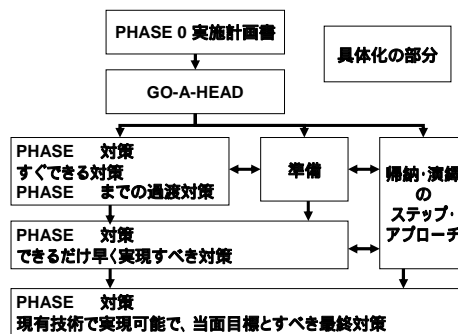 PHASE 0 実施計画書
具体化の部分
GO-A-HEAD
PHASE 対策
すぐできる対策
PHASE までの過渡対策
準備
帰納・演繹
の
ステップ・
アプローチ
PHASE 対策
できるだけ早く実現すべき対策
PHASE 対策
現有技術で実現可能で、当面目標とすべき最終対策